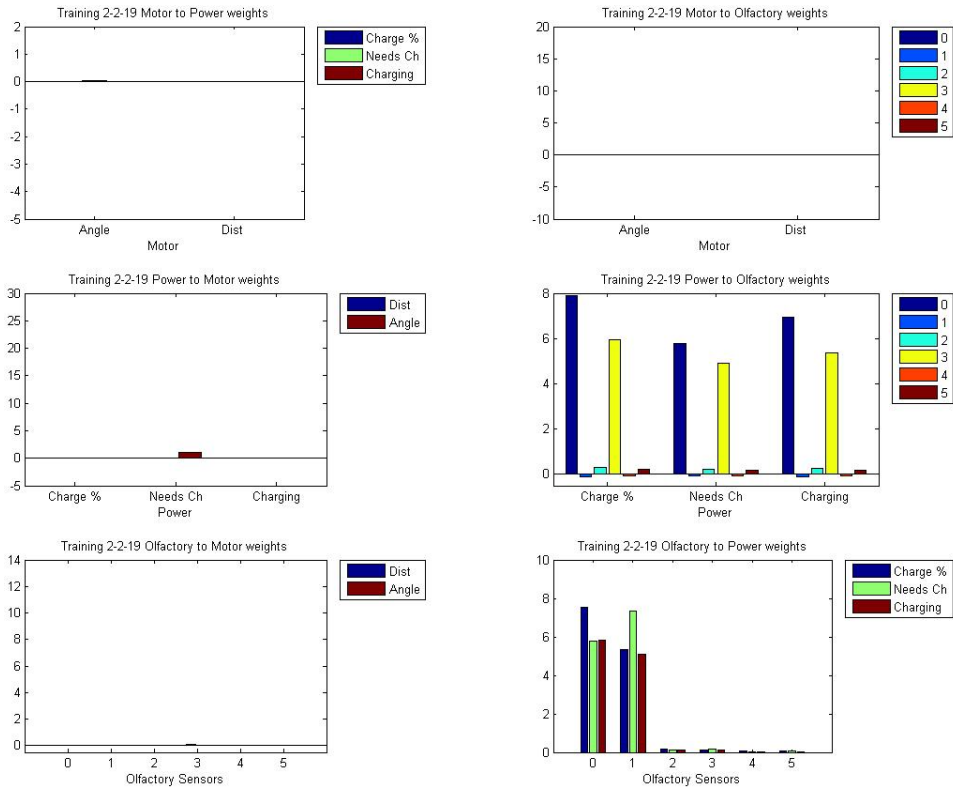 Training 2-2-19 Motor to Power weights
2
1
0
-1
-2
-3
-4
-5
Angle Dist
Motor
Charge %
Needs Ch
Charging
Training 2-2-19 Motor to Olfactory weights
20
15
10
5
0
-5
-10
Angle Dist
Motor
0
1
2
3
4
5
Training 2-2-19 Power to Motor weights
30
25
20
15
10
5
0
-5
Charge % Needs Ch Charging
Power
Dist
Angle
Training 2-2-19 Power to Olfactory weights
8
6
4
2
0
Charge % Needs Ch Charging
Power
0
1
2
3
4
5
Training 2-2-19 Olfactory to Motor weights
14
12
10
8
6
4
2
0
0 1 2 3 4 5
Olfactory Sensors
Dist
Angle
Training 2-2-19 Olfactory to Power weights
10
8
6
4
2
0
0 1 2 3 4 5
Olfactory Sensors
Charge %
Needs Ch
Charging